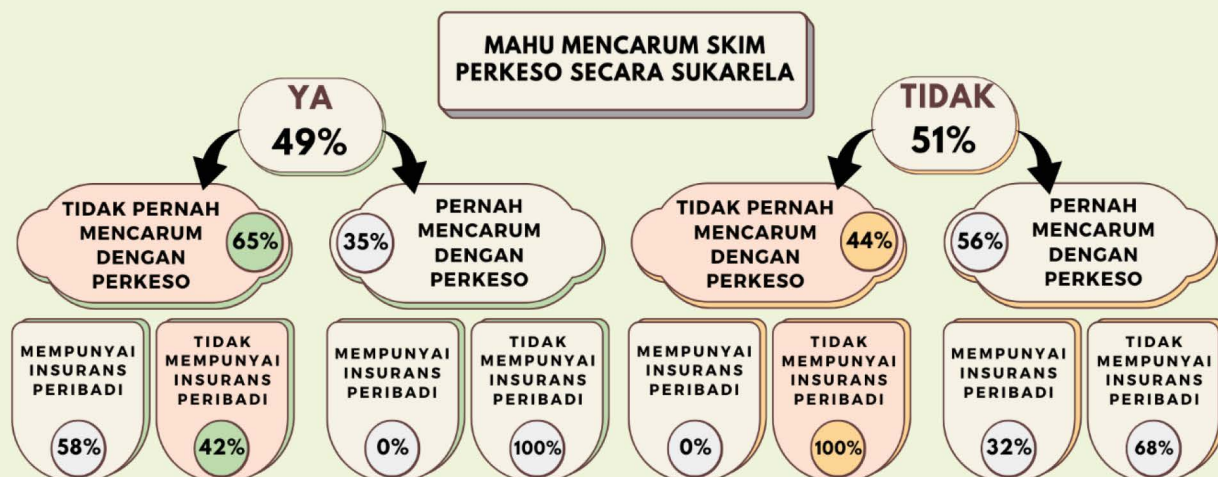 MAHU MENCARUM SKIM
PERKESO SECARA SUKARELA
YA
49%
TIDAK
51%
TIDAK PERNAH
MENCARUM
DENGAN
PERKESO
65%
35%
PERNAH
MENCARUM
DENGAN
PERKESO
TIDAK PERNAH
MENCARUM
DENGAN
PERKESO
44%
56%
PERNAH
MENCARUM
DENGAN
PERKESO
MEMPUNYAI
INSURANS
PERIBADI
58%
TIDAK
MEMPUNYAI
INSURANS
PERIBADI
42%
MEMPUNYAI
INSURANS
PERIBADI
0%
TIDAK
MEMPUNYAI
INSURANS
PERIBADI
100%
MEMPUNYAI
INSURANS
PERIBADI
0%
TIDAK
MEMPUNYAI
INSURANS
PERIBADI
100%
MEMPUNYAI
INSURANS
PERIBADI
32%
TIDAK
MEMPUNYAI
INSURANS
PERIBADI
68%